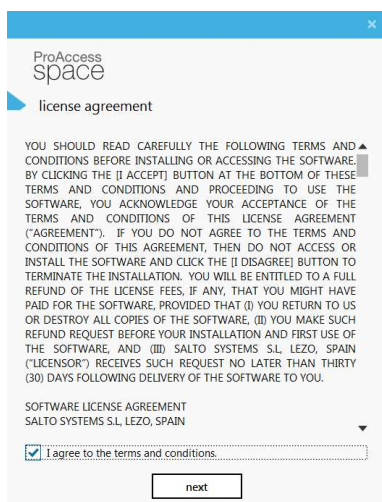 ProAccess
space
license agreement
YOU SHOULD READ CAREFULLY THE FOLLOWING TERMS AND
CONDITIONS BEFORE INSTALLING OR ACCESSING THE SOFTWARE.
BY CLICKING THE [I ACCEPT] BUTTON AT THE BOTTOM OF THESE
TERMS AND CONDITIONS AND PROCEEDING TO USE THE
SOFTWARE, YOU ACKNOWLEDGE YOUR ACCEPTANCE OF THE
TERMS AND CONDITIONS OF THIS LICENSE AGREEMENT
("AGREEMENT"). IF YOU DO NOT AGREE TO THE TERMS AND
CONDITIONS OF THIS AGREEMENT, THEN DO NOT ACCESS OR
INSTALL THE SOFTWARE AND CLICK THE [I DISAGREE] BUTTON TO
TERMINATE THE INSTALLATION. YOU WILL BE ENTITLED TO A FULL
REFUND OF THE LICENSE FEES, IF ANY, THAT YOU MIGHT HAVE
PAID FOR THE SOFTWARE, PROVIDED THAT (I) YOU RETURN TO US
OR DESTROY ALL COPIES OF THE SOFTWARE, (II) YOU MAKE SUCH
REFUND REQUEST BEFORE YOUR INSTALLATION AND FIRST USE OF
THE SOFTWARE, AND (III) SALTO SYSTEMS S.L, LEZO, SPAIN
("LICENSOR") RECEIVES SUCH REQUEST NO LATER THAN THIRTY
(30) DAYS FOLLOWING DELIVERY OF THE SOFTWARE TO YOU.
SOFTWARE LICENSE AGREEMENT
SALTO SYSTEMS S.L, LEZO, SPAIN
I agree to the terms and conditions.
next